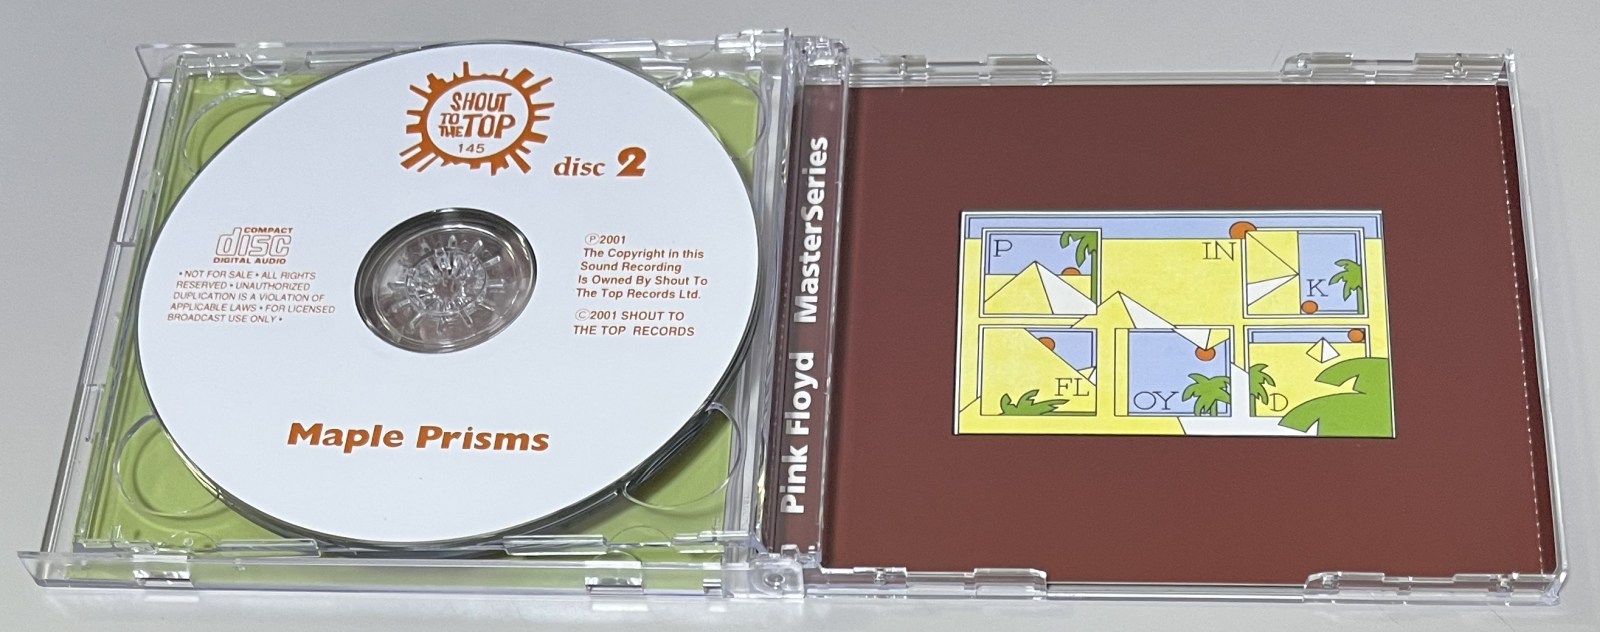 SHOUT
TO
THE TOP
145
disc 2
COMPACT
disc
DIGITAL AUDIO
• NOT FOR SALE • ALL RIGHTS
RESERVED • UNAUTHORIZED
DUPLICATION IS A VIOLATION OF
APPLICABLE LAWS • FOR LICENSED
BROADCAST USE ONLY •
Ⓟ2001
The Copyright in this
Sound Recording
Is Owned By Shout To
The Top Records Ltd.
Ⓒ2001 SHOUT TO
THE TOP RECORDS
Maple Prisms
Pink Floyd MasterSeries
P IN K
FL OY D